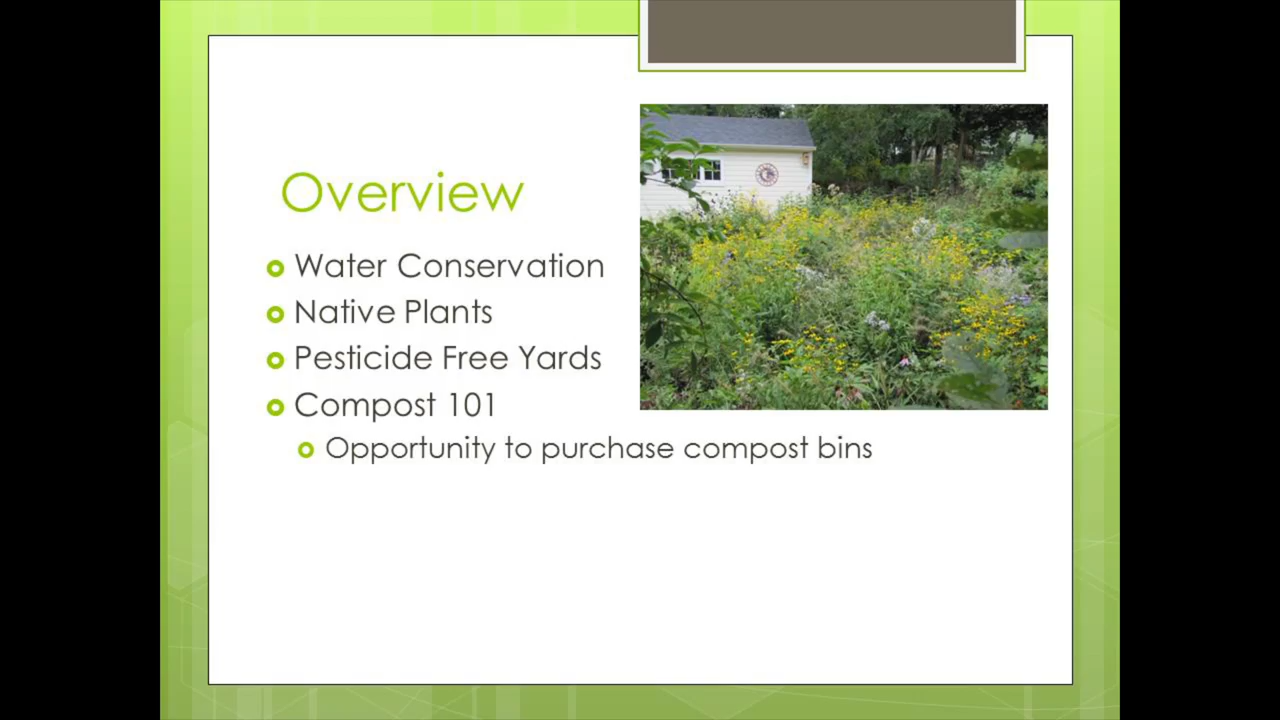 Overview
Water Conservation
Native Plants
Pesticide Free Yards
Compost 101
Opportunity to purchase compost bins